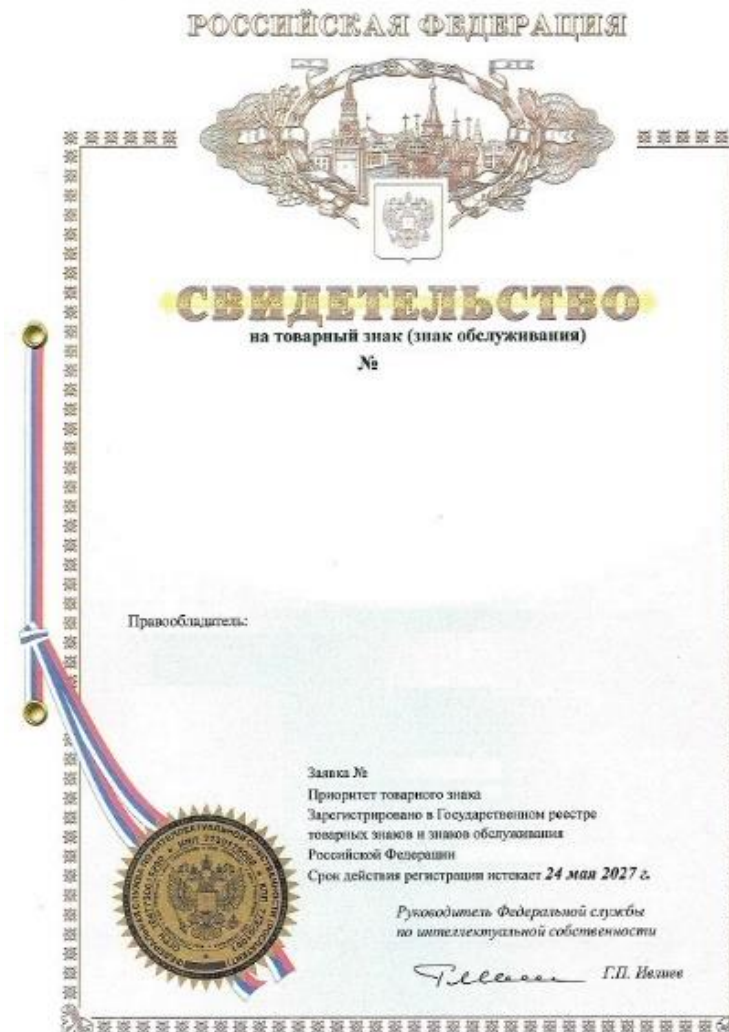 РОССИЙСКАЯ ФЕДЕРАЦИЯ
СВИДЕТЕЛЬСТВО
на товарный знак (знак обслуживания)
№
Правообладатель:
Заявка №
Приоритет товарного знака
Зарегистрировано в Государственном реестре
товарных знаков и знаков обслуживания
Российской Федерации
Срок действия регистрации истекает 24 мая 2027 г.
Руководитель Федеральной службы
по интеллектуальной собственности
Г.П. Ивлиев